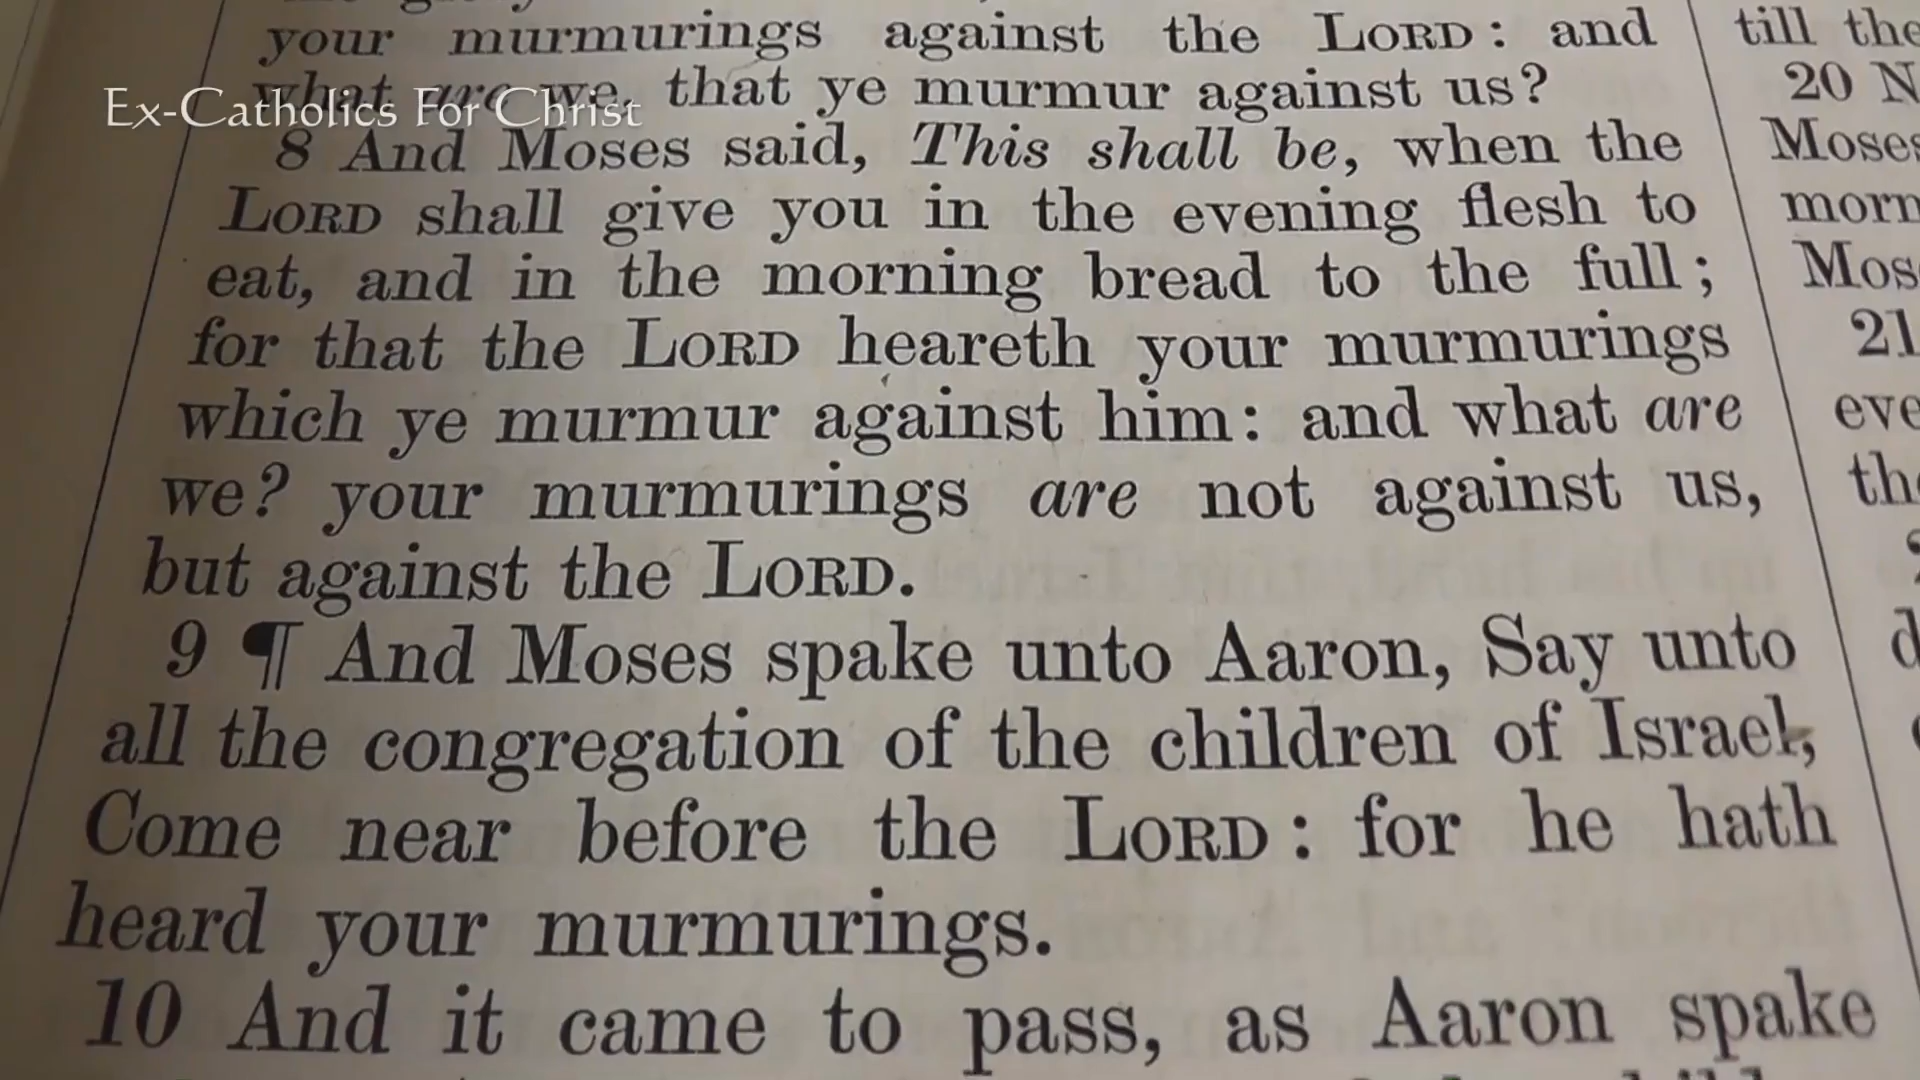 your murmurings against the LORD: and
what are we, that ye murmur against us?
Ex-Catholics For Christ
8 And Moses said, This shall be, when the
LORD shall give you in the evening flesh to
eat, and in the morning bread to the full;
for that the LORD heareth your murmurings
which ye murmur against him: and what are
we? your murmurings are not against us,
but against the LORD.
9 ¶ And Moses spake unto Aaron, Say unto
all the congregation of the children of Israel,
Come near before the LORD: for he hath
heard your murmurings.
10 And it came to pass, as Aaron spake
till the
20 N
Moses
morn
Mos
21
eve
the